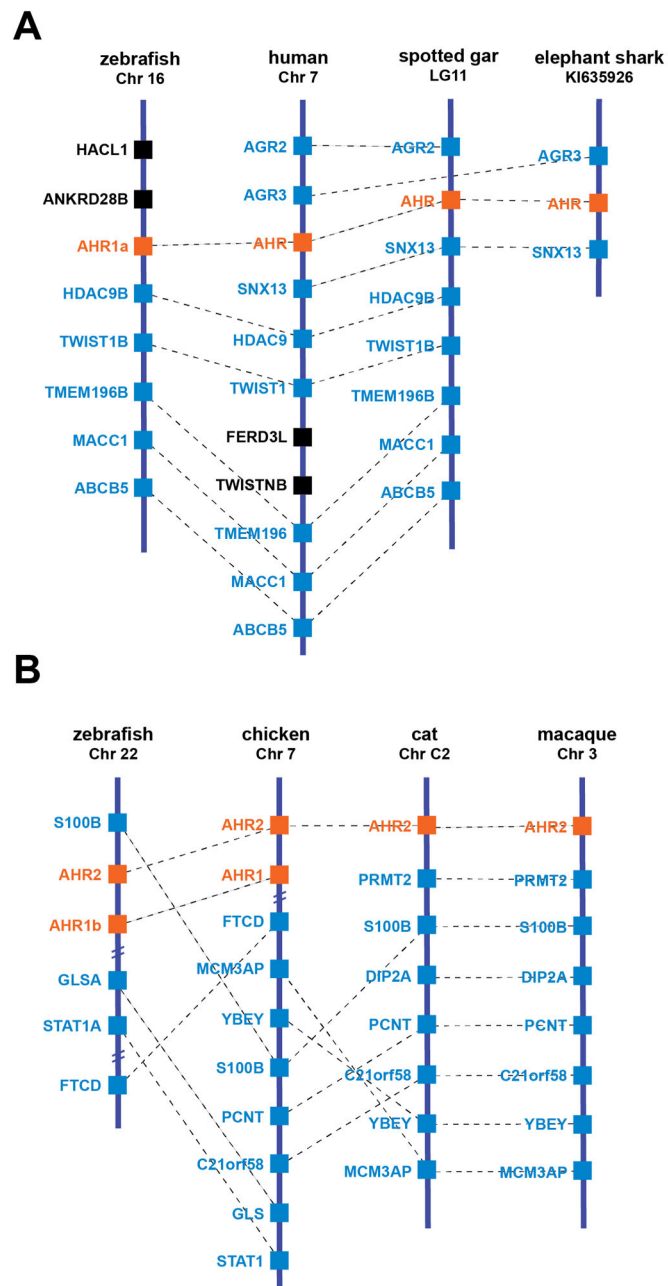 A
zebrafish
Chr 16
HACL1
ANKRD28B
AHR1a
HDAC9B
TWIST1B
TMEM196B
MACC1
ABCB5
human
Chr 7
AGR2
AGR3
AHR
SNX13
HDAC9
TWIST1
FERD3L
TWISTNB
TMEM196
MACC1
ABCB5
spotted gar
LG11
AGR2
AHR
SNX13
HDAC9B
TWIST1B
TMEM196B
MACC1
ABCB5
elephant shark
KI635926
AGR3
AHR
SNX13
B
zebrafish
Chr 22
S100B
AHR2
AHR1b
GLSA
STAT1A
FTCD
chicken
Chr 7
AHR2
AHR1
FTCD
MCM3AP
YBEY
S100B
PCNT
C21orf58
GLS
STAT1
cat
Chr C2
AHR2
PRMT2
S100B
DIP2A
PCNT
C21orf58
YBEY
MCM3AP
macaque
Chr 3
AHR2
PRMT2
S100B
DIP2A
PCNT
C21orf58
YBEY
MCM3AP